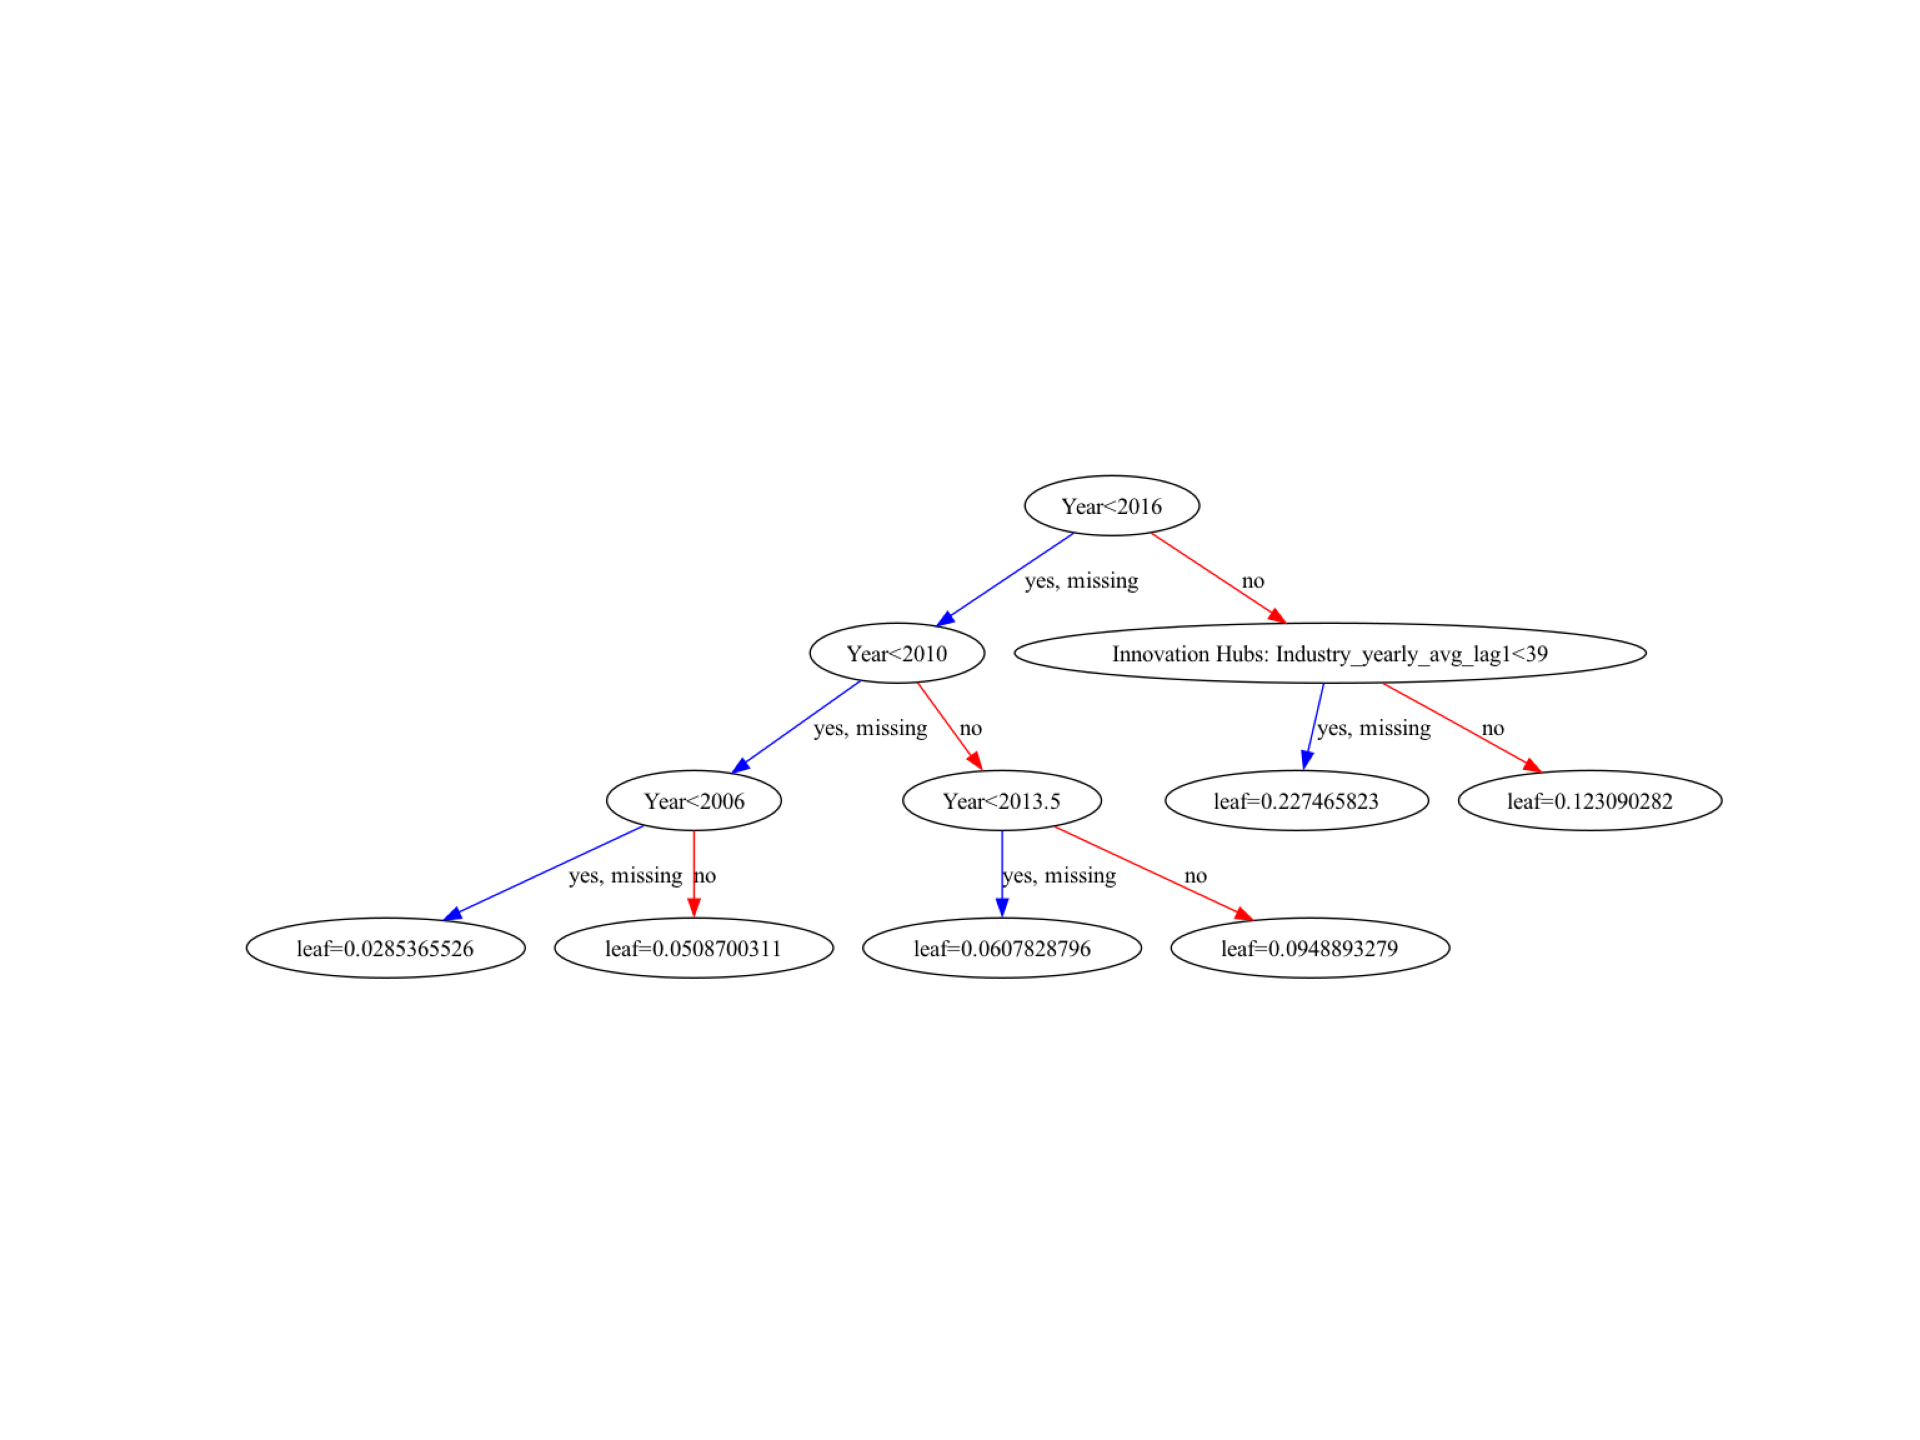 Year<2016
yes, missing
no
Year<2010
Innovation Hubs: Industry_yearly_avg_lag1<39
yes, missing
no
yes, missing
no
Year<2006
Year<2013.5
leaf=0.227465823
leaf=0.123090282
yes, missing
no
yes, missing
no
leaf=0.0285365526
leaf=0.0508700311
leaf=0.0607828796
leaf=0.0948893279